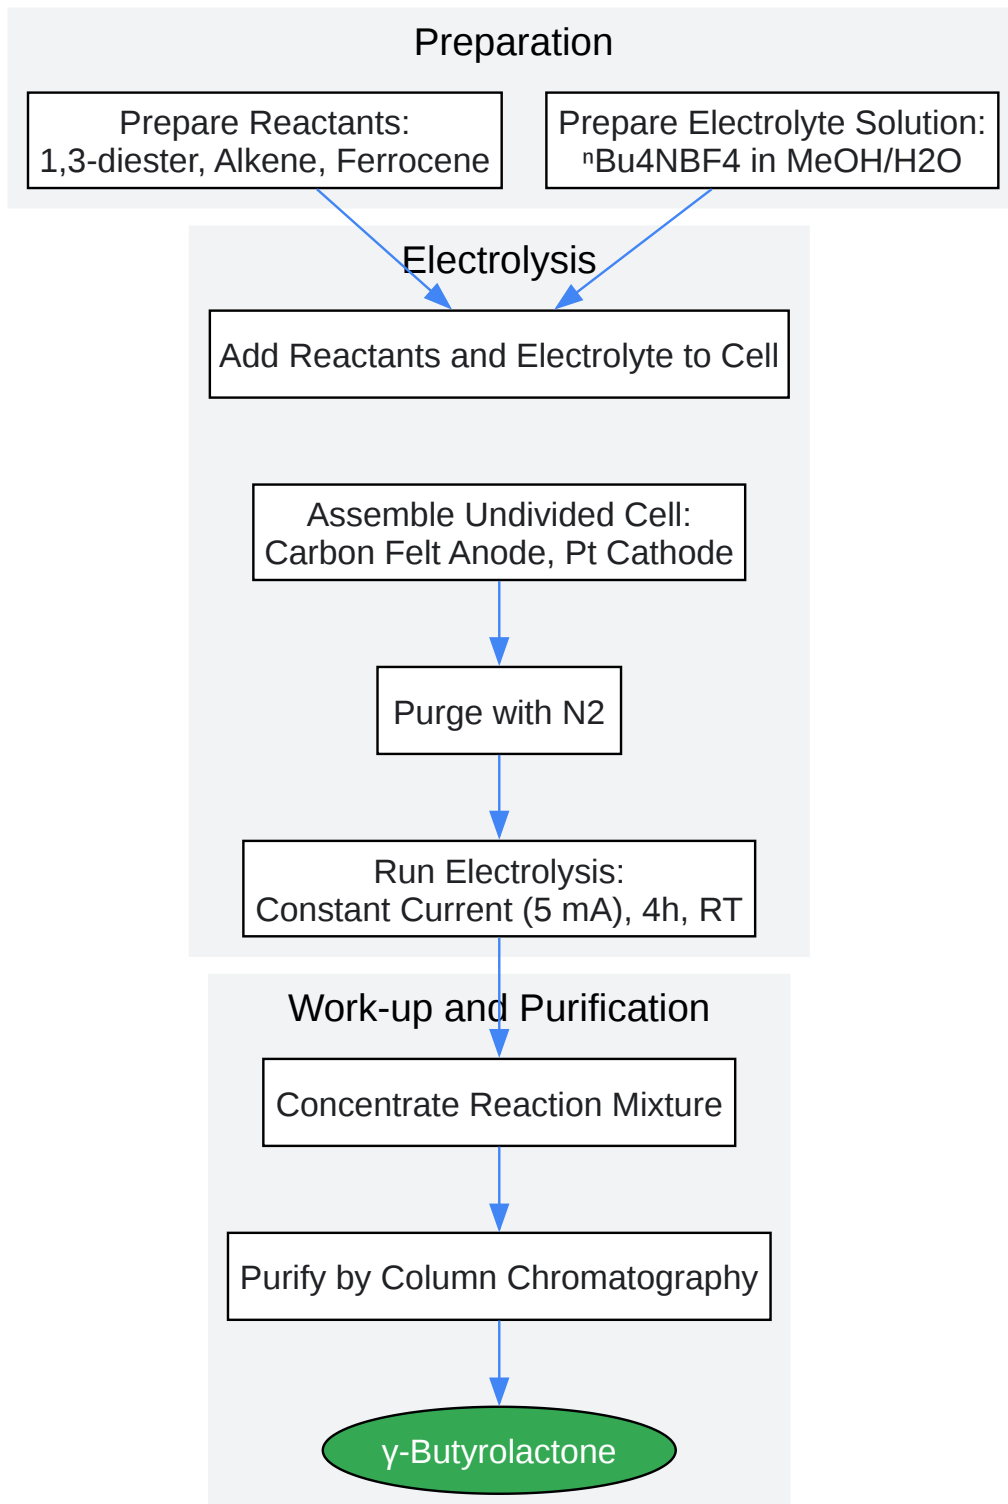 Preparation
Prepare Reactants:
1,3-diester, Alkene, Ferrocene
Prepare Electrolyte Solution:
ⁿBu4NBF4 in MeOH/H2O
Electrolysis
Add Reactants and Electrolyte to Cell
Assemble Undivided Cell:
Carbon Felt Anode, Pt Cathode
Purge with N2
Run Electrolysis:
Constant Current (5 mA), 4h, RT
Work-up and Purification
Concentrate Reaction Mixture
Purify by Column Chromatography
γ-Butyrolactone